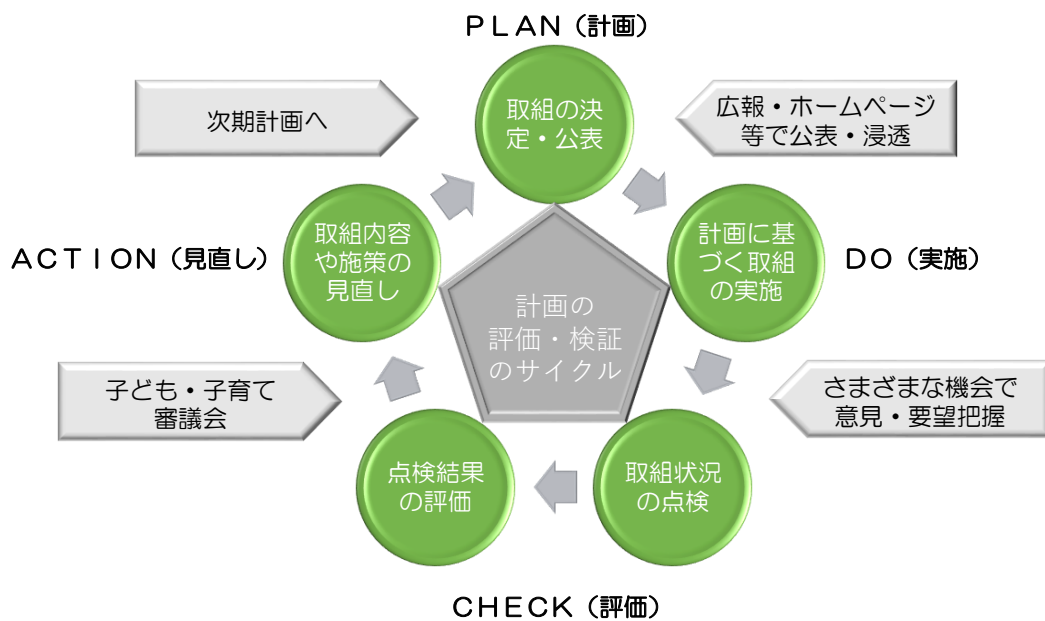 ＰＬＡＮ（計画）
取組の決
定・公表
次期計画へ
広報・ホームページ
等で公表・浸透
取組内容
や施策の
見直し
ＡＣＴＩＯＮ（見直し）
計画に基
づく取組
の実施
ＤＯ（実施）
計画の
評価・検証
のサイクル
子ども・子育て
審議会
さまざまな機会で
意見・要望把握
点検結果
の評価
取組状況
の点検
ＣＨＥＣＫ（評価）